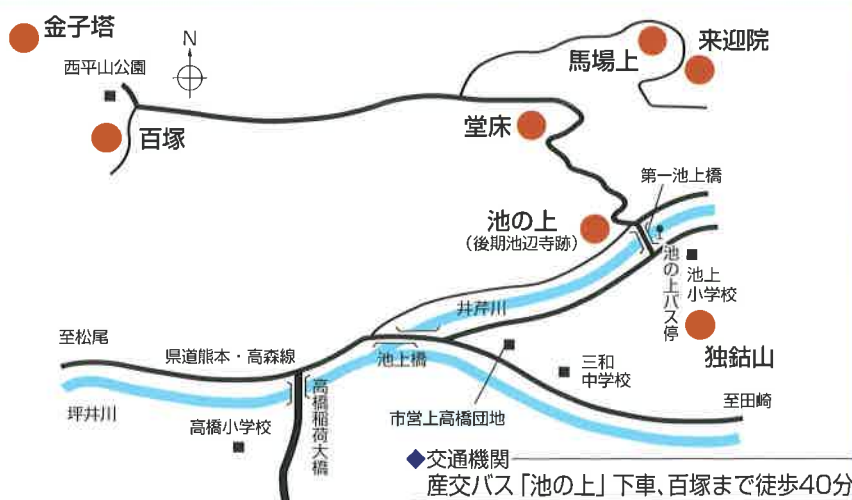 金子塔
N
西平山公園
百塚
馬場上
来迎院
堂床
第一池上橋
池の上
（後期池辺寺跡）
池の上バス停
池上
小学校
井芹川
独鈷山
至松尾
県道熊本・高森線
池上橋
三和
中学校
至田崎
坪井川
高橋小学校
高橋稲荷大橋
市営上高橋団地
◆交通機関
産交バス「池の上」下車、百塚まで徒歩40分